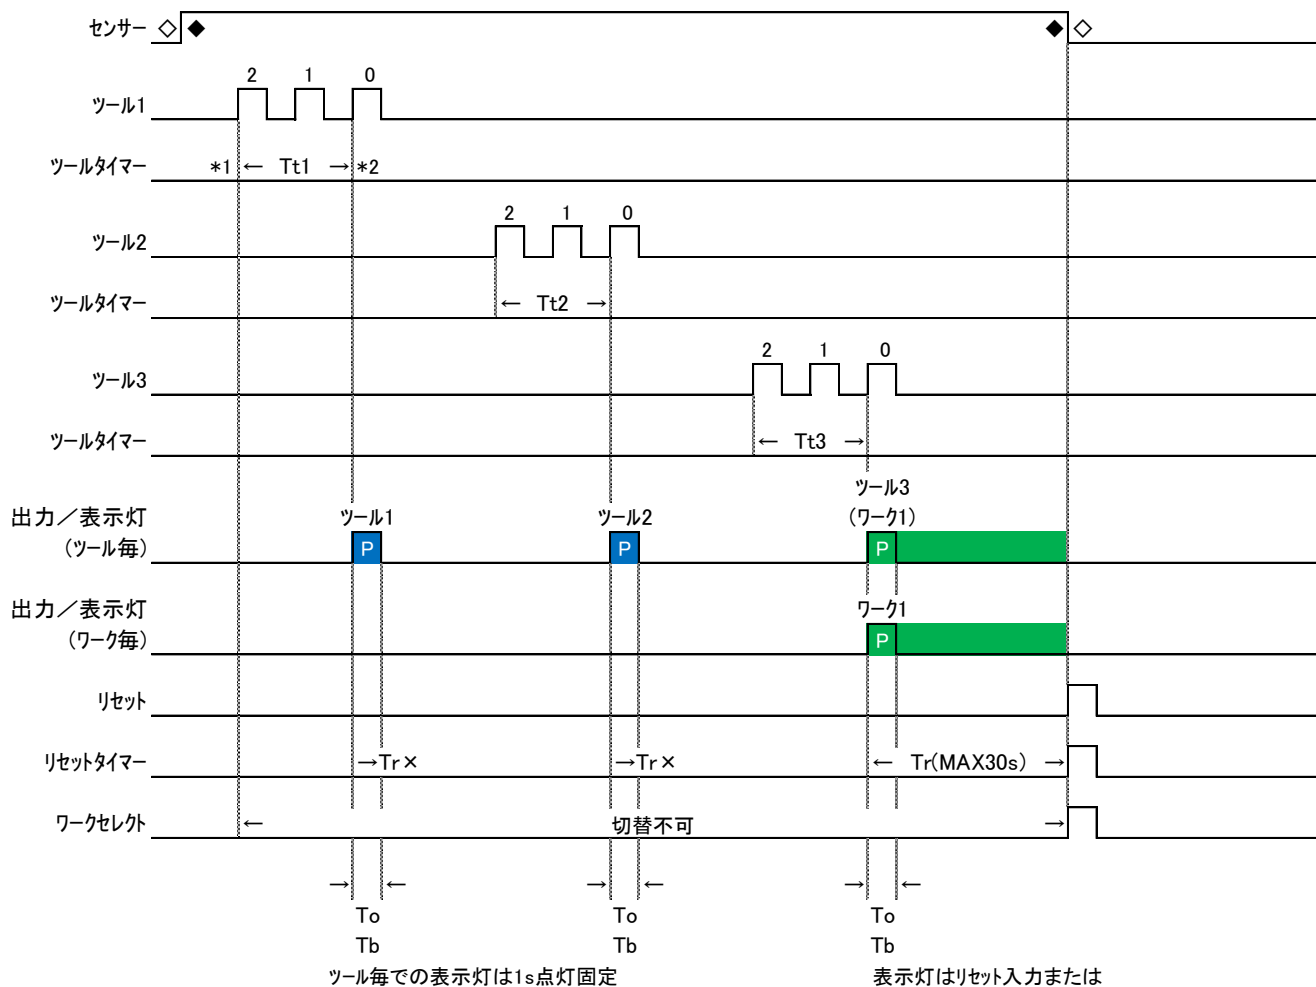 センサー ◇ ◆ ◆ ◇
2 1 0
ツール1
ツールタイマー *1 ← Tt1 → *2
2 1 0
ツール2
ツールタイマー ← Tt2 →
2 1 0
ツール3
ツールタイマー ← Tt3 →
ツール3
出力／表示灯 ツール1 ツール2 (ワーク1)
(ツール毎) P P P
出力／表示灯 ワーク1
(ワーク毎) P
リセット
リセットタイマー →Tr× →Tr× ← Tr(MAX30s) →
ワークセレクト ← 切替不可 →
→ ← → ← → ←
To To To
Tb Tb Tb
ツール毎での表示灯は1s点灯固定 表示灯はリセット入力または